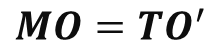 MO = TO′